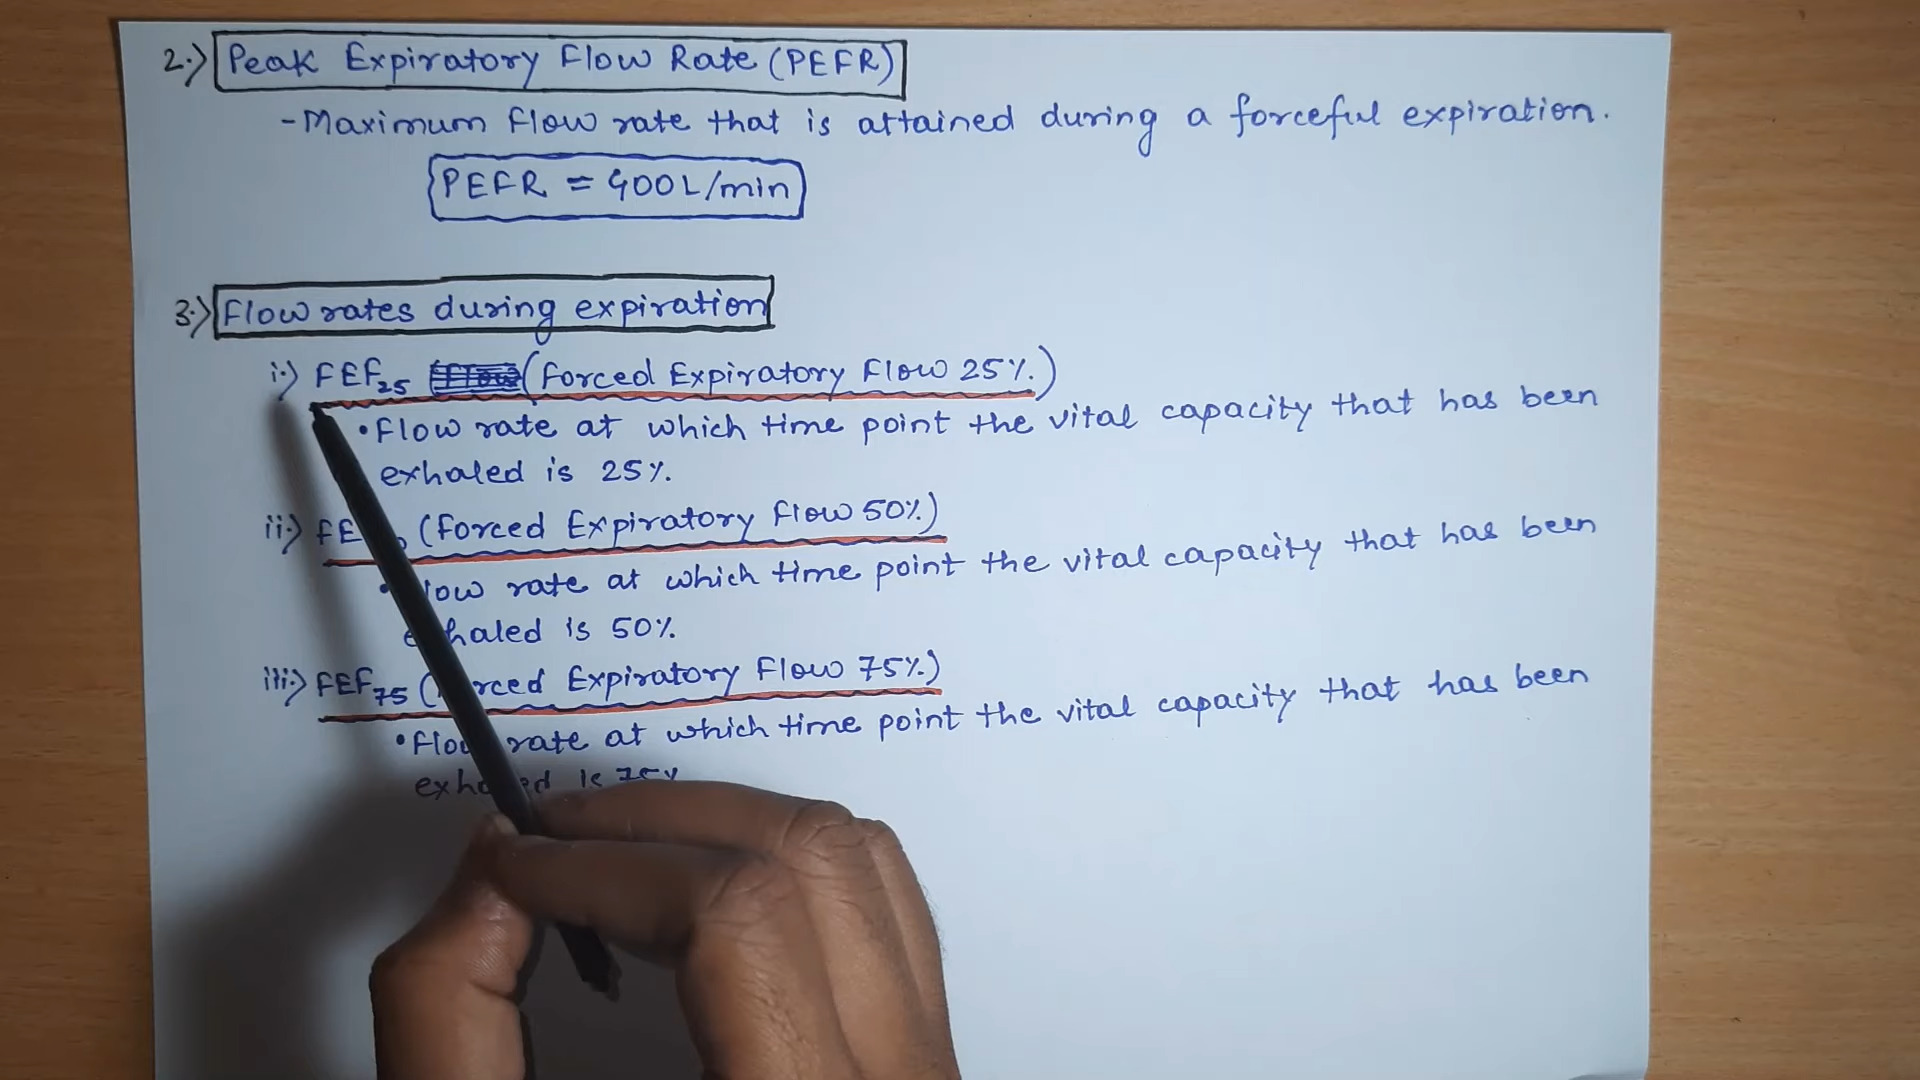 2.) Peak Expiratory Flow Rate (PEFR)
- Maximum flow rate that is attained during a forceful expiration.
PEFR = 400L/min
3.) Flow rates during expiration
i.) FEF25 (Forced Expiratory Flow 25%)
• Flow rate at which time point the vital capacity that has been
exhaled is 25%.
ii.) (Forced Expiratory Flow 50%)
rate at which time point the vital capacity that has been
is 50%
iii.) FEF75 Expiratory Flow 75%)
• rate at which time point the vital capacity that has been
is 75%